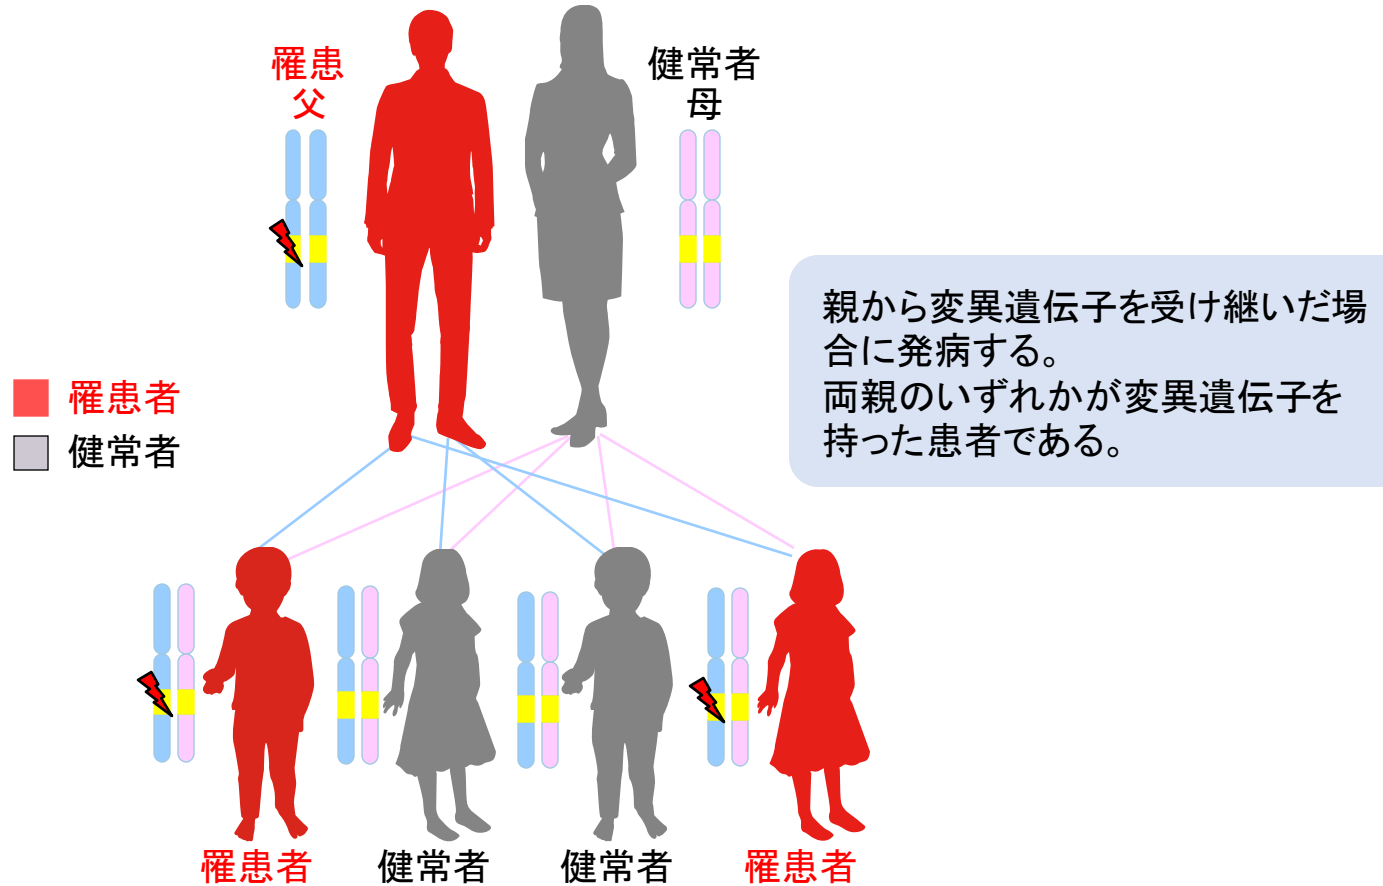 罹患
父
健常者
母
親から変異遺伝子を受け継いだ場
合に発病する。
両親のいずれかが変異遺伝子を
持った患者である。
罹患者
健常者
罹患者
健常者
健常者
罹患者